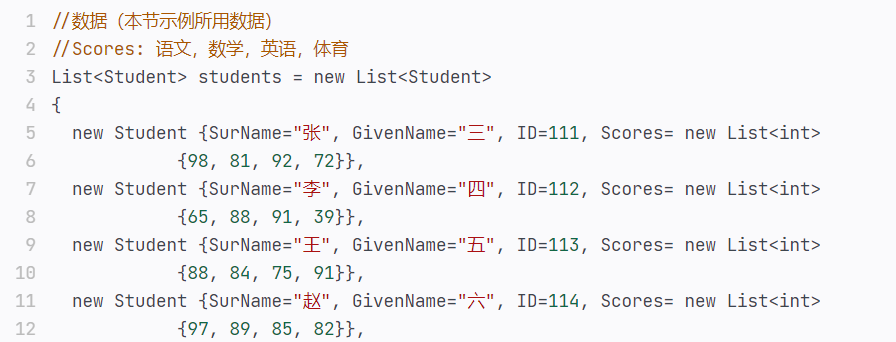 1 //数据（本节示例所用数据）
2 //Scores: 语文，数学，英语，体育
3 List<Student> students = new List<Student>
4 {
5   new Student {SurName="张", GivenName="三", ID=111, Scores= new List<int>
6             {98, 81, 92, 72}},
7   new Student {SurName="李", GivenName="四", ID=112, Scores= new List<int>
8             {65, 88, 91, 39}},
9   new Student {SurName="王", GivenName="五", ID=113, Scores= new List<int>
10             {88, 84, 75, 91}},
11   new Student {SurName="赵", GivenName="六", ID=114, Scores= new List<int>
12             {97, 89, 85, 82}},